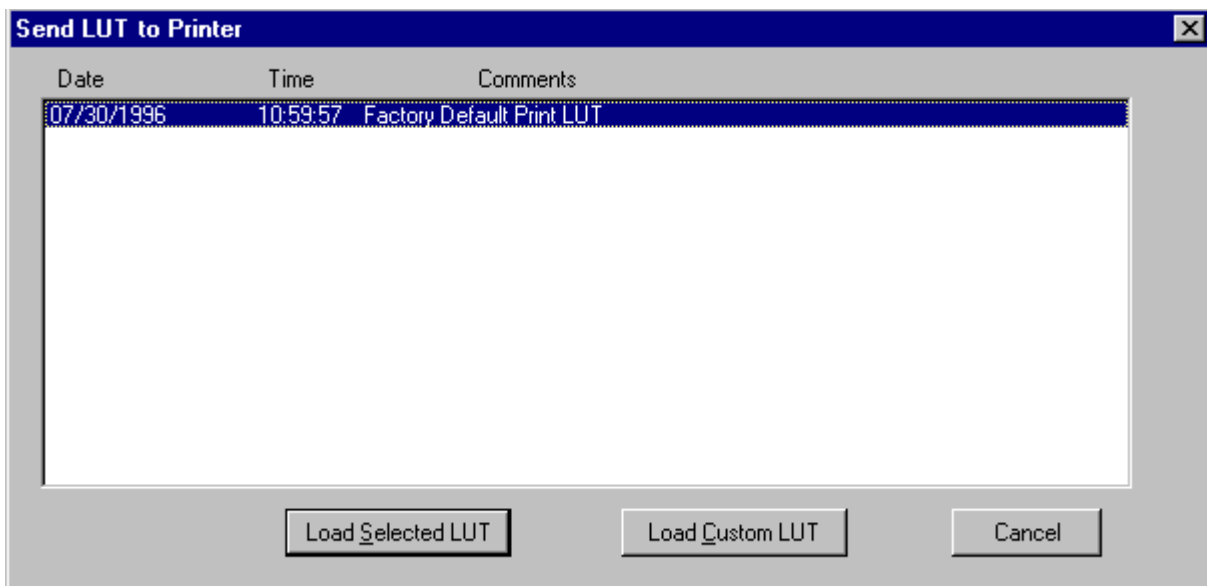 Send LUT to Printer
Date Time Comments
07/30/1996 10:59:57 Factory Default Print LUT
Load Selected LUT Load Custom LUT Cancel